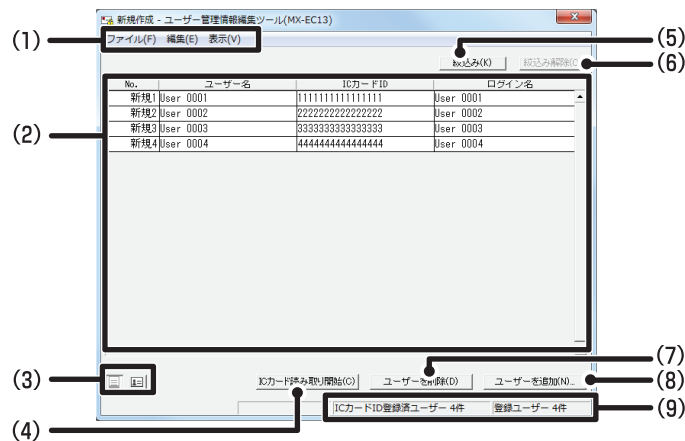 新規作成 - ユーザー管理情報編集ツール(MX-EC13)
(1) ファイル(F) 編集(E) 表示(V)
(5)
絞込み(K) 絞込み解除(C
(6)
No. ユーザー名 ICカードID ログイン名
新規1 User 0001 1111111111111111 User 0001
新規2 User 0002 2222222222222222 User 0002
新規3 User 0003 3333333333333333 User 0003
新規4 User 0004 4444444444444444 User 0004
(2)
(7)
(3) ICカード読み取り開始(C) ユーザーを削除(D) ユーザーを追加(N)... (8)
(4) ICカードID登録済ユーザー 4件 登録ユーザー 4件 (9)